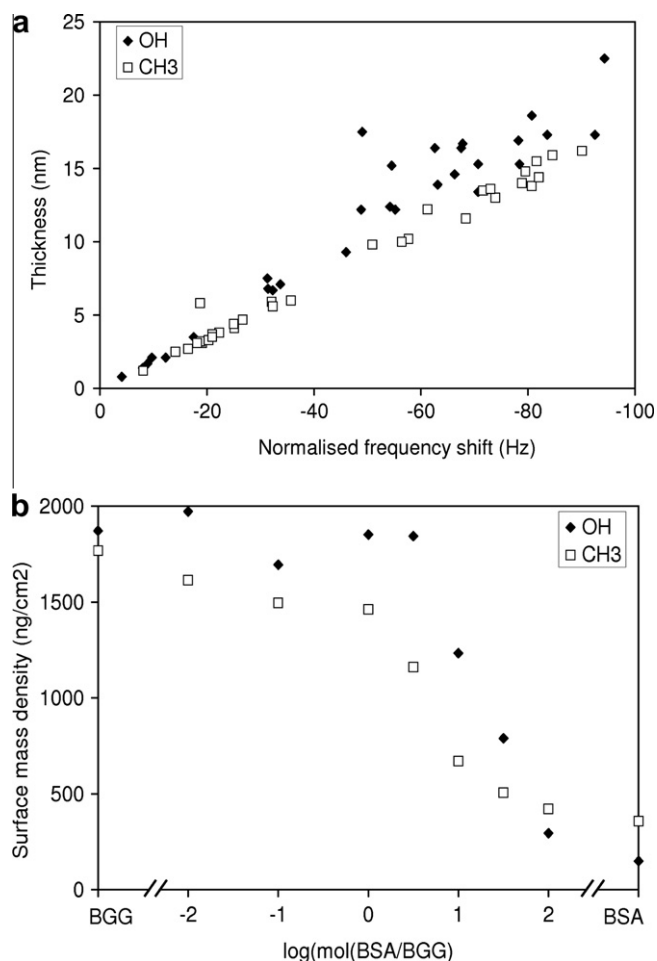 a
OH
CH3
25
20
15
10
5
0
0 -20 -40 -60 -80 -100
Thickness (nm)
Normalised frequency shift (Hz)
b
OH
CH3
2000
1500
1000
500
0
BGG -2 -1 0 1 2 BSA
Surface mass density (ng/cm2)
log(mol(BSA/BGG)